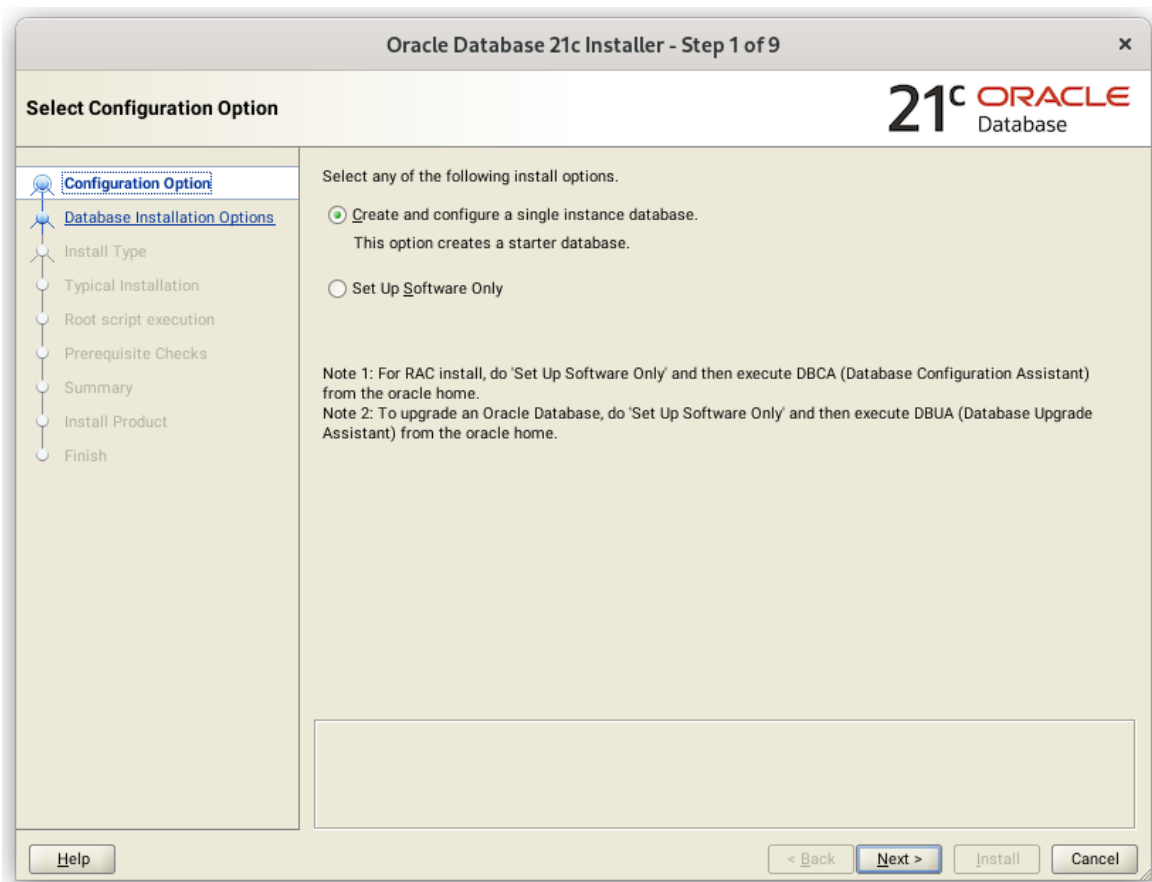 Oracle Database 21c Installer - Step 1 of 9
×
Select Configuration Option
21c ORACLE
Database
Configuration Option
Database Installation Options
Install Type
Typical Installation
Root script execution
Prerequisite Checks
Summary
Install Product
Finish
Select any of the following install options.
Create and configure a single instance database.
This option creates a starter database.
Set Up Software Only
Note 1: For RAC install, do 'Set Up Software Only' and then execute DBCA (Database Configuration Assistant)
from the oracle home.
Note 2: To upgrade an Oracle Database, do 'Set Up Software Only' and then execute DBUA (Database Upgrade
Assistant) from the oracle home.
Help
< Back
Next >
Install
Cancel